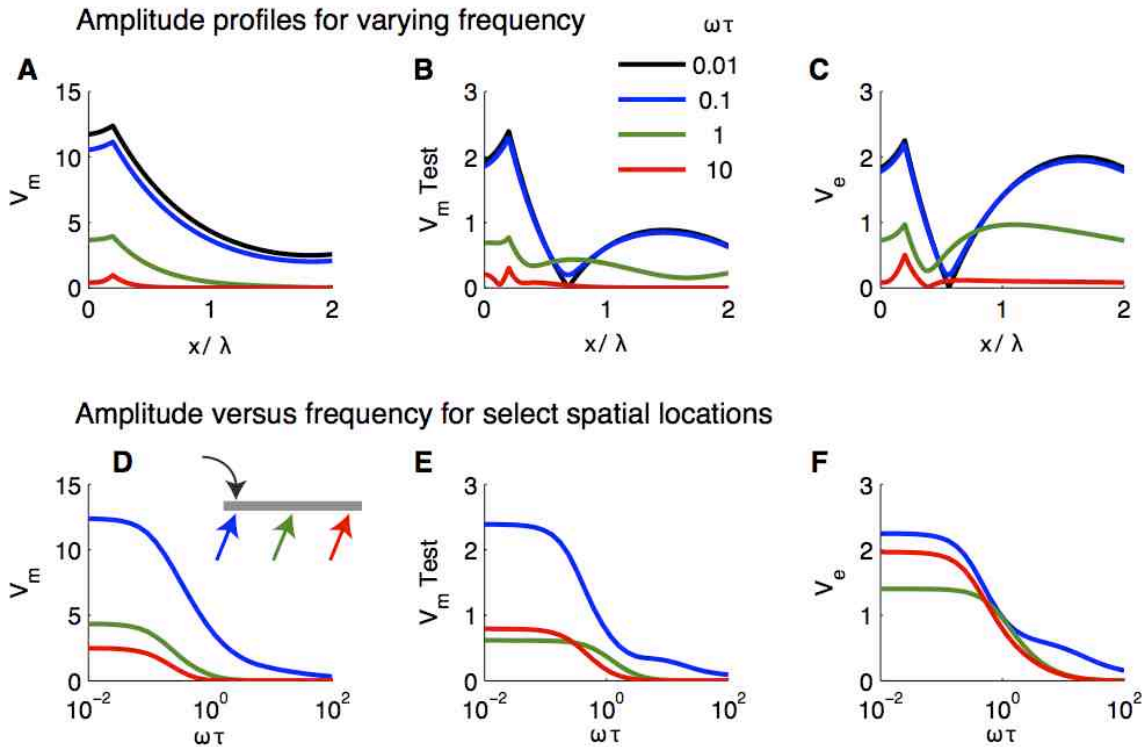 Amplitude profiles for varying frequency
ωτ
0.01
0.1
1
10
A
15
10
5
0
V_m
0 1 2
x/ λ
B
3
2
1
0
V_m Test
0 1 2
x/ λ
C
3
2
1
0
V_e
0 1 2
x/ λ
Amplitude versus frequency for select spatial locations
D
15
10
5
0
V_m
10^-2 10^0 10^2
ωτ
E
3
2
1
0
V_m Test
10^-2 10^0 10^2
ωτ
F
3
2
1
0
V_e
10^-2 10^0 10^2
ωτ